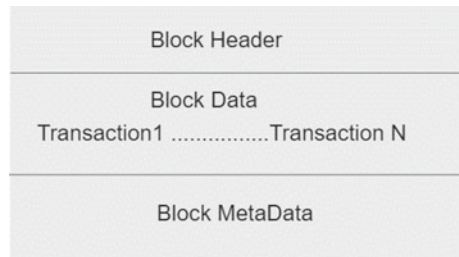 Block Header
Block Data
Transaction1 ................Transaction N
Block MetaData